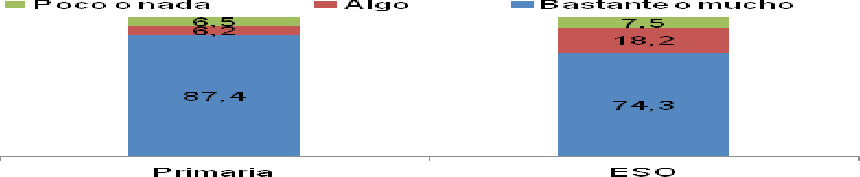 Poco o nada Algo Bastante o mucho
6,5 7,5
6,2 18,2
87,4 74,3
Primaria ESO